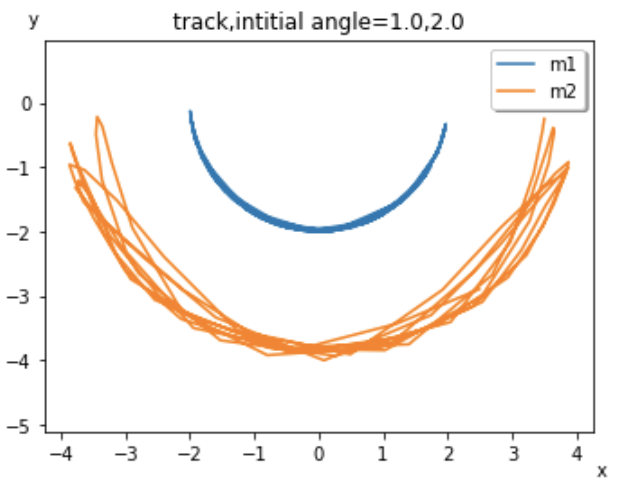 y
track,intitial angle=1.0,2.0
m1
m2
0
−1
−2
−3
−4
−5
−4 −3 −2 −1 0 1 2 3 4
x